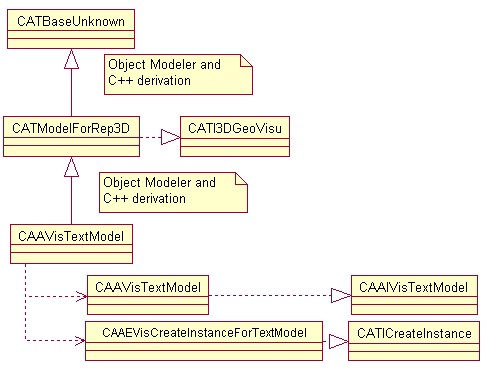 CATBaseUnknown
Object Modeler and
C++ derivation
CATModelForRep3D
CATI3DGeoVisu
Object Modeler and
C++ derivation
CAAVisTextModel
CAAVisTextModel
CAAIVisTextModel
CAAEVisCreateInstanceForTextModel
CATICreateInstance